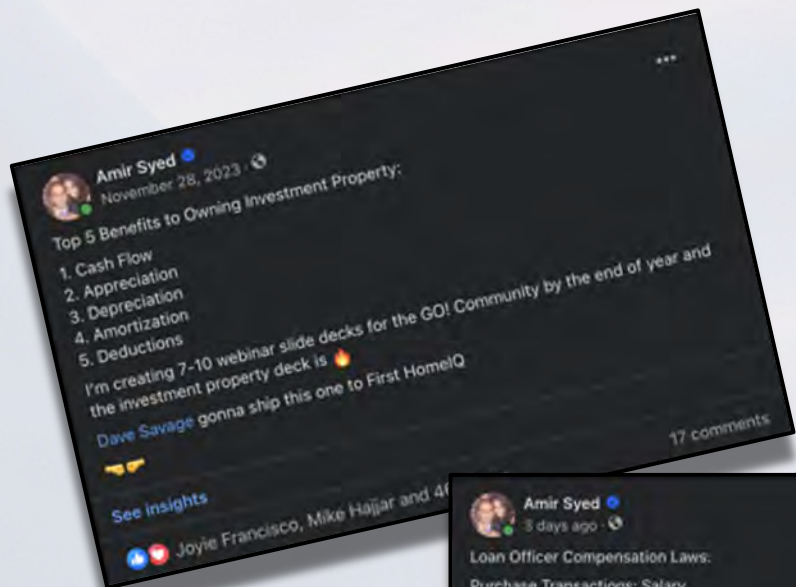 Amir Syed
November 28, 2023
Top 5 Benefits to Owning Investment Property:
1. Cash Flow
2. Appreciation
3. Depreciation
4. Amortization
5. Deductions
I'm creating 7-10 webinar slide decks for the GO! Community by the end of year and
the investment property deck is 🔥
Dave Savage gonna ship this one to First HomeIQ
🤜🤛
See insights
Joyie Francisco, Mike Hajjar and
17 comments
Amir Syed
3 days ago
Loan Officer Compensation Laws:
Purchase Transactions: Salary